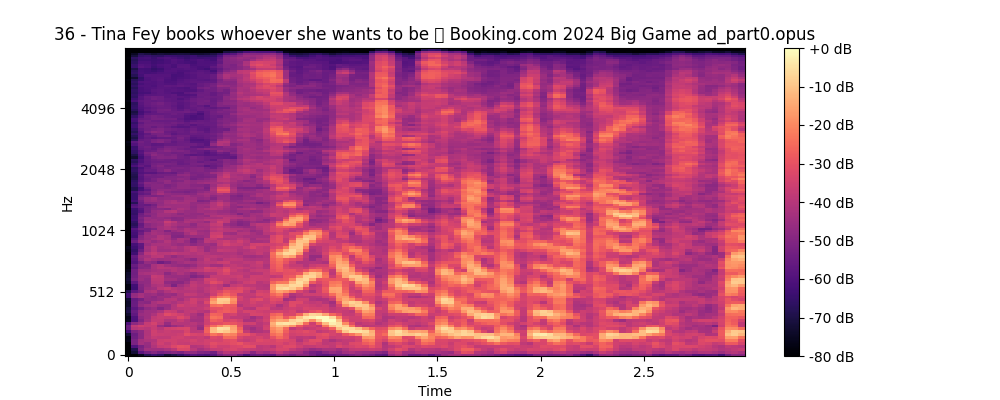 36 - Tina Fey books whoever she wants to be ▯ Booking.com 2024 Big Game ad_part0.opus
+0 dB
4096
-10 dB
-20 dB
2048
-30 dB
Hz
1024
-40 dB
-50 dB
512
-60 dB
-70 dB
0
-80 dB
0 0.5 1 1.5 2 2.5
Time